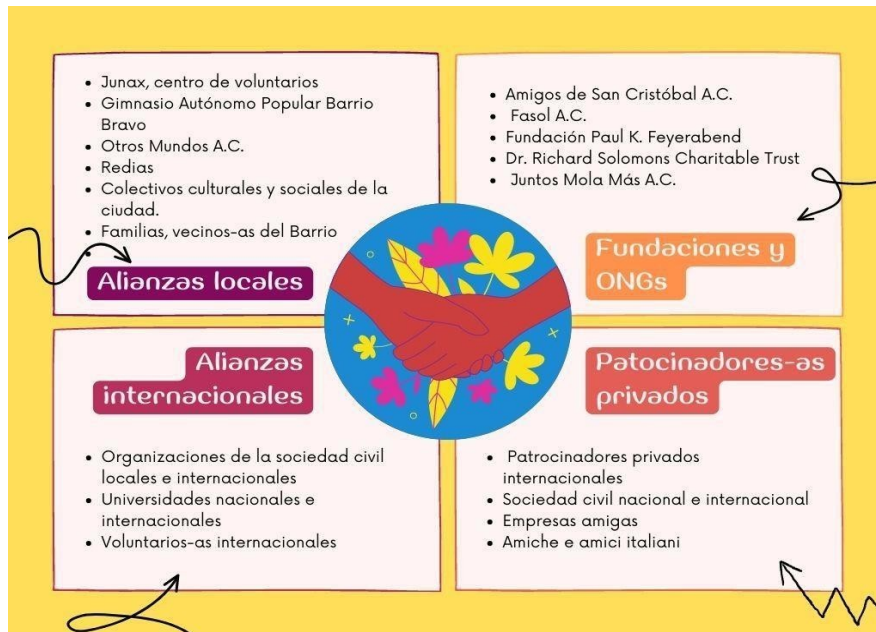 • Junax, centro de voluntarios
• Gimnasio Autónomo Popular Barrio
Bravo
• Otros Mundos A.C.
• Redias
• Colectivos culturales y sociales de la
ciudad.
• Familias, vecinos-as del Barrio
•
Alianzas locales
• Amigos de San Cristóbal A.C.
• Fasol A.C.
• Fundación Paul K. Feyerabend
• Dr. Richard Solomons Charitable Trust
• Juntos Mola Más A.C.
Fundaciones y
ONGs
Alianzas
internacionales
• Organizaciones de la sociedad civil
locales e internacionales
• Universidades nacionales e
internacionales
• Voluntarios-as internacionales
Patocinadores-as
privados
• Patrocinadores privados
internacionales
• Sociedad civil nacional e internacional
• Empresas amigas
• Amiche e amici italiani